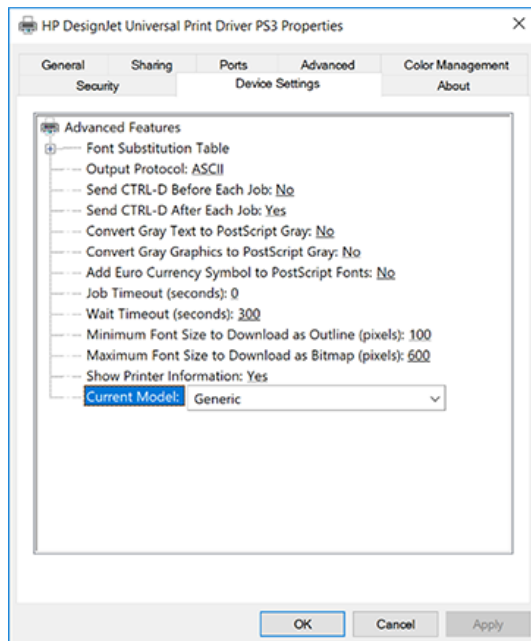 HP DesignJet Universal Print Driver PS3 Properties
General Sharing Ports Advanced Color Management
Security Device Settings About
Advanced Features
Font Substitution Table
Output Protocol: ASCII
Send CTRL-D Before Each Job: No
Send CTRL-D After Each Job: Yes
Convert Gray Text to PostScript Gray: No
Convert Gray Graphics to PostScript Gray: No
Add Euro Currency Symbol to PostScript Fonts: No
Job Timeout (seconds): 0
Wait Timeout (seconds): 300
Minimum Font Size to Download as Outline (pixels): 100
Maximum Font Size to Download as Bitmap (pixels): 600
Show Printer Information: Yes
Current Model: Generic
OK Cancel Apply